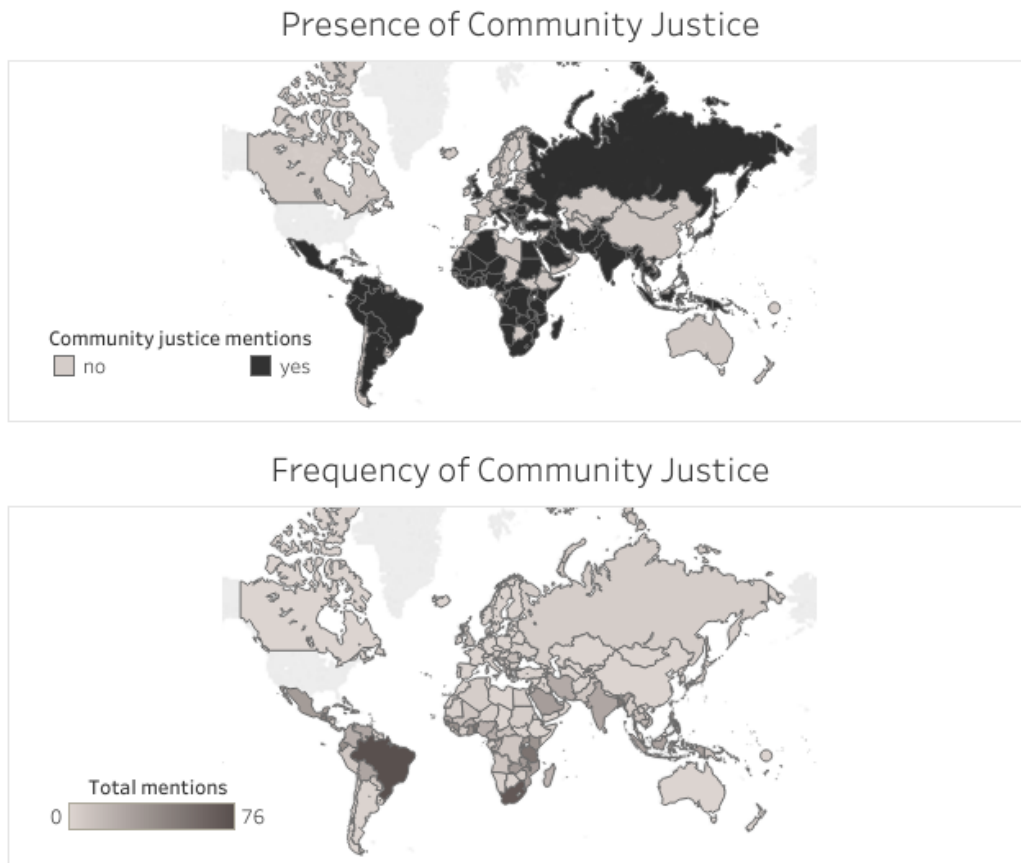 Presence of Community Justice
Community justice mentions
no yes
Frequency of Community Justice
Total mentions
0 76